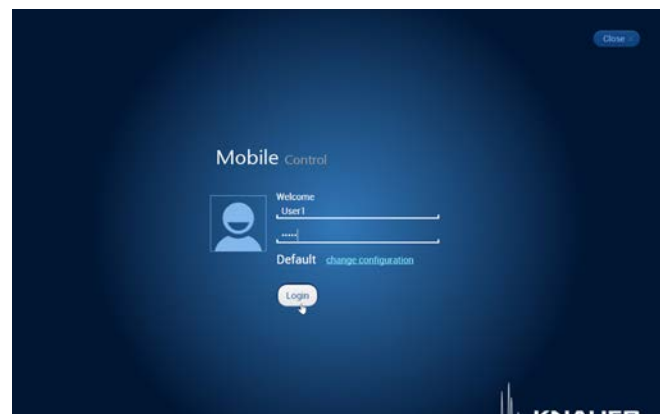 Close
Mobile Control
Welcome
User1
•••••
Default change configuration
Login
KNAUER